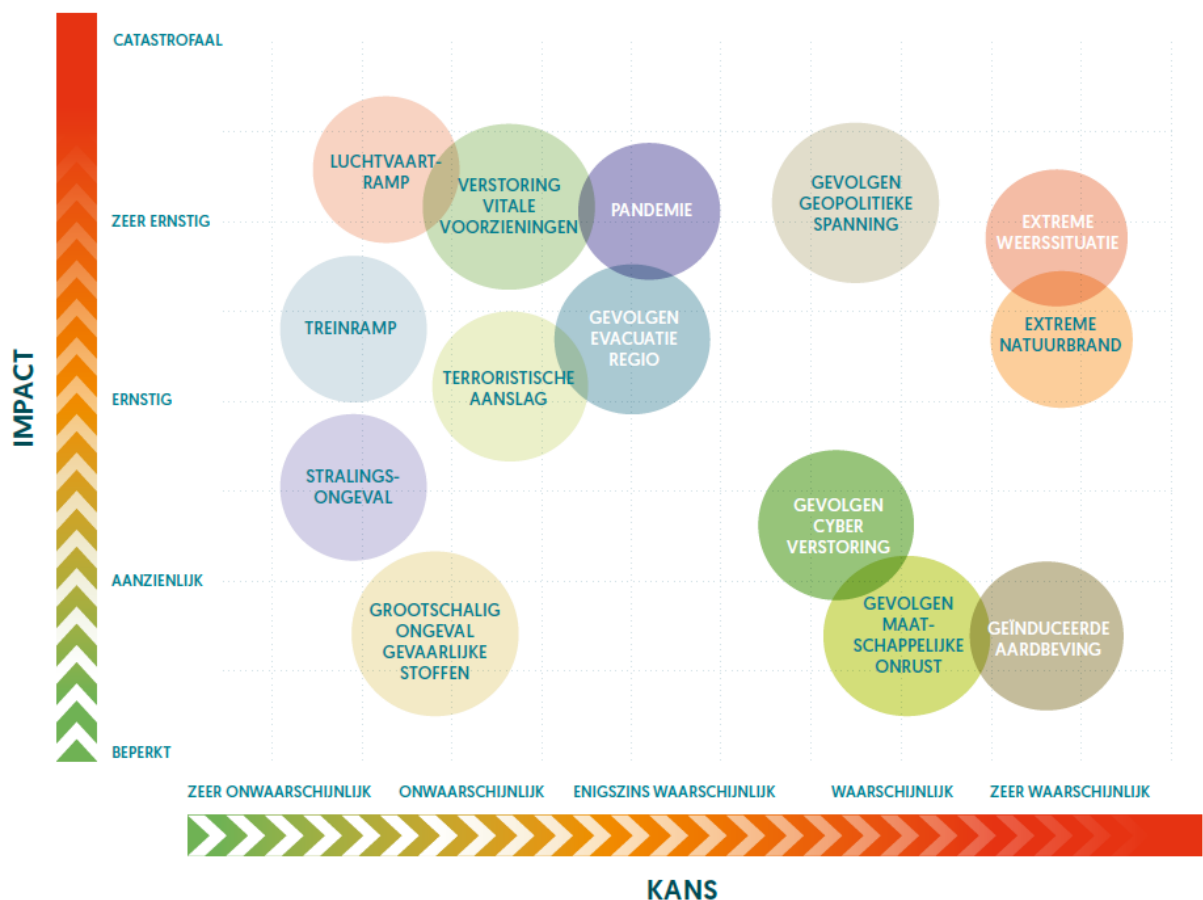 CATASTROFAAL
LUCHTVAART-
RAMP
VERSTORING
VITALE
VOORZIENINGEN
PANDEMIE
GEVOLGEN
GEOPOLITIEKE
SPANNING
ZEER ERNSTIG
EXTREME
WEERSSITUATIE
TREINRAMP
GEVOLGEN
EVACUATIE
REGIO
EXTREME
NATUURBRAND
TERRORISTISCHE
AANSLAG
ERNSTIG
IMPACT
STRALINGS-
ONGEVAL
GEVOLGEN
CYBER
VERSTORING
AANZIENLIJK
GROOTSCHALIG
ONGEVAL
GEVAARLIJKE
STOFFEN
GEVOLGEN
MAAT-
SCHAPPELIJKE
ONRUST
GEÏNDUCEERDE
AARDBEVING
BEPERKT
ZEER ONWAARSCHIJNLIJK
ONWAARSCHIJNLIJK
ENIGSZINS WAARSCHIJNLIJK
WAARSCHIJNLIJK
ZEER WAARSCHIJNLIJK
KANS